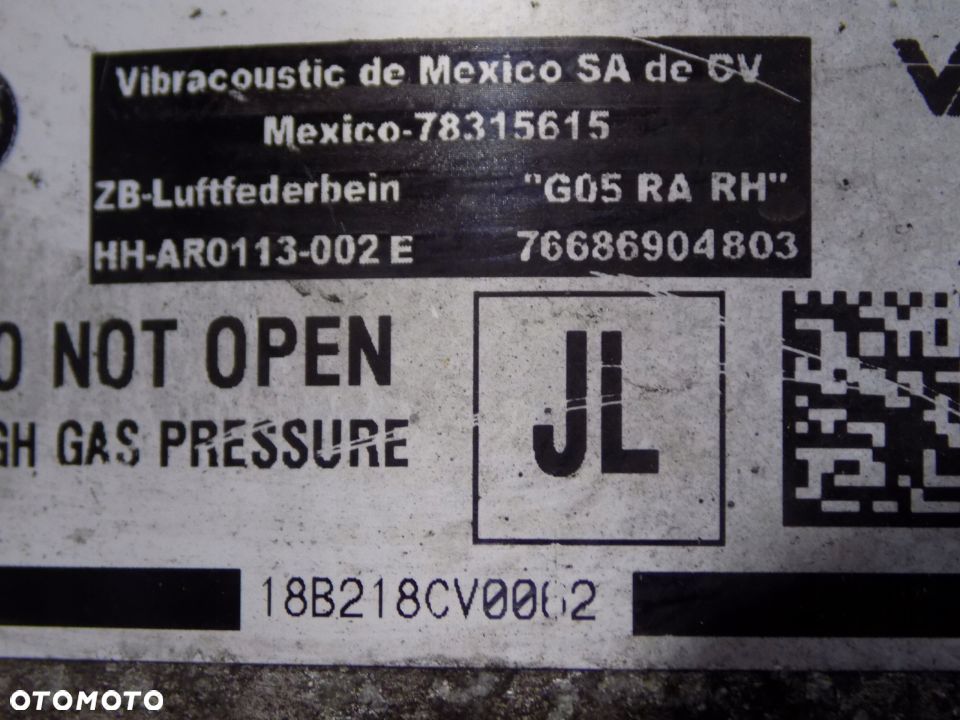 Vibracoustic de Mexico SA de CV
Mexico-78315615
ZB-Luftfederbein "G05 RA RH"
HH-AR0113-002 E 76686904803
O NOT OPEN
GH GAS PRESSURE
JL
18B218CV0062
OTOMOTO